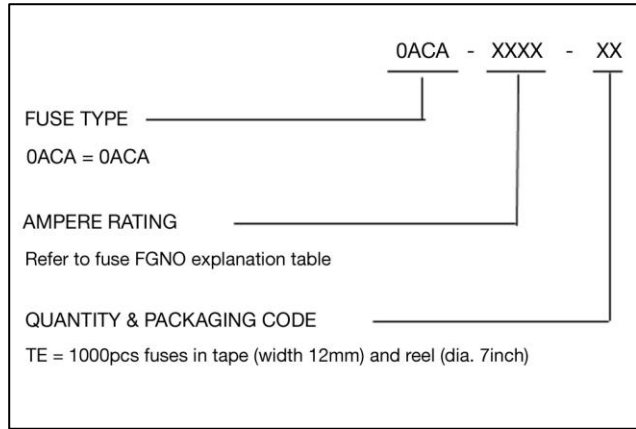 0ACA - XXXX - XX
FUSE TYPE
0ACA = 0ACA
AMPERE RATING
Refer to fuse FGNO explanation table
QUANTITY & PACKAGING CODE
TE = 1000pcs fuses in tape (width 12mm) and reel (dia. 7inch)